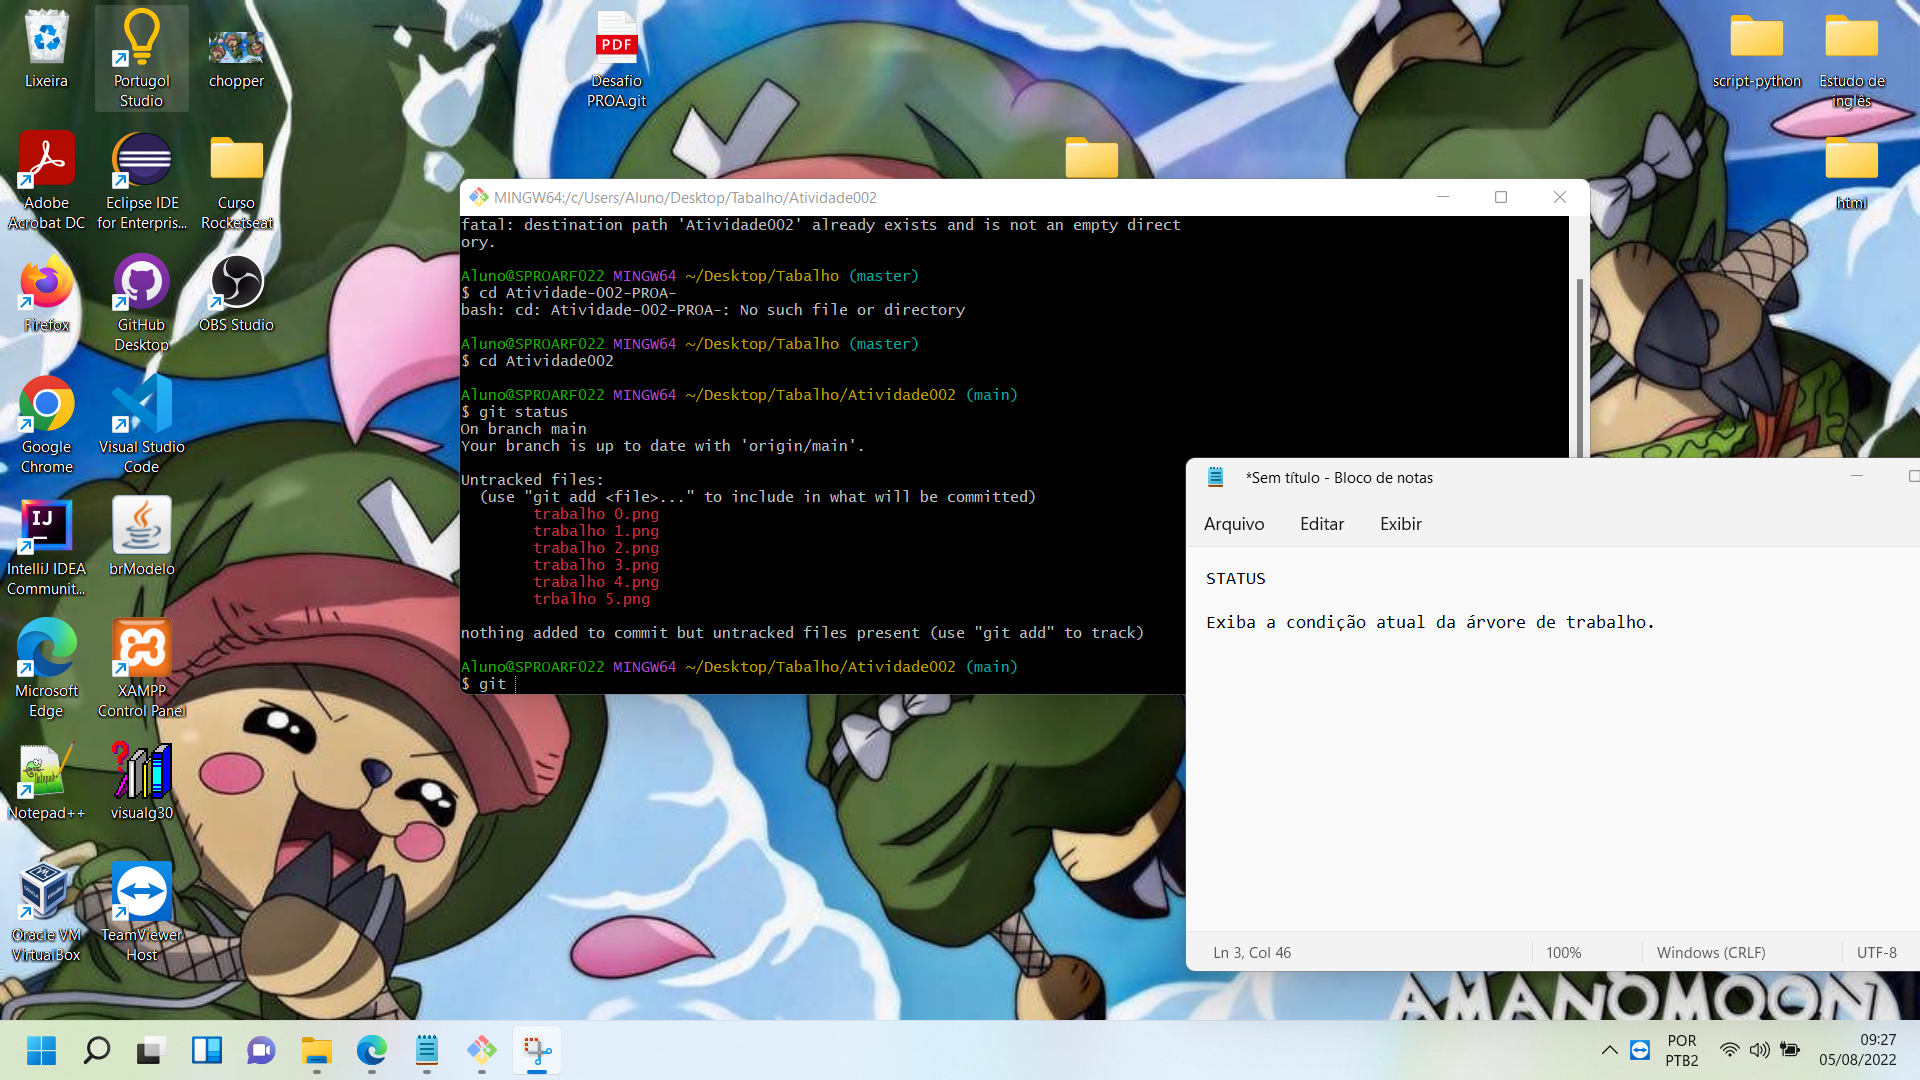 Lixeira
Portugol
Studio
chopper
PDF
Desafio
PROA.git
script-python
Estudo de
inglês
Adobe
Acrobat DC
Eclipse IDE
for Enterpris...
Curso
Rocketseat
html
Firefox
GitHub
Desktop
OBS Studio
Google
Chrome
Visual Studio
Code
IJ
IntelliJ IDEA
Communit...
brModelo
Microsoft
Edge
XAMPP
Control Panel
Notepad++
visualg30
Oracle VM
VirtualBox
TeamViewer
Host
MINGW64:/c/Users/Aluno/Desktop/Tabalho/Atividade002
fatal: destination path 'Atividade002' already exists and is not an empty direct
ory.
Aluno@SPROARF022 MINGW64 ~/Desktop/Tabalho (master)
$ cd Atividade-002-PROA-
bash: cd: Atividade-002-PROA-: No such file or directory
Aluno@SPROARF022 MINGW64 ~/Desktop/Tabalho (master)
$ cd Atividade002
Aluno@SPROARF022 MINGW64 ~/Desktop/Tabalho/Atividade002 (main)
$ git status
On branch main
Your branch is up to date with 'origin/main'.
Untracked files:
(use "git add <file>..." to include in what will be committed)
trabalho 0.png
trabalho 1.png
trabalho 2.png
trabalho 3.png
trabalho 4.png
trbalho 5.png
nothing added to commit but untracked files present (use "git add" to track)
Aluno@SPROARF022 MINGW64 ~/Desktop/Tabalho/Atividade002 (main)
$ git
*Sem título - Bloco de notas
Arquivo Editar Exibir
STATUS
Exiba a condição atual da árvore de trabalho.
Ln 3, Col 46 100% Windows (CRLF) UTF-8
AMANOMOON
POR
PTB2
09:27
05/08/2022